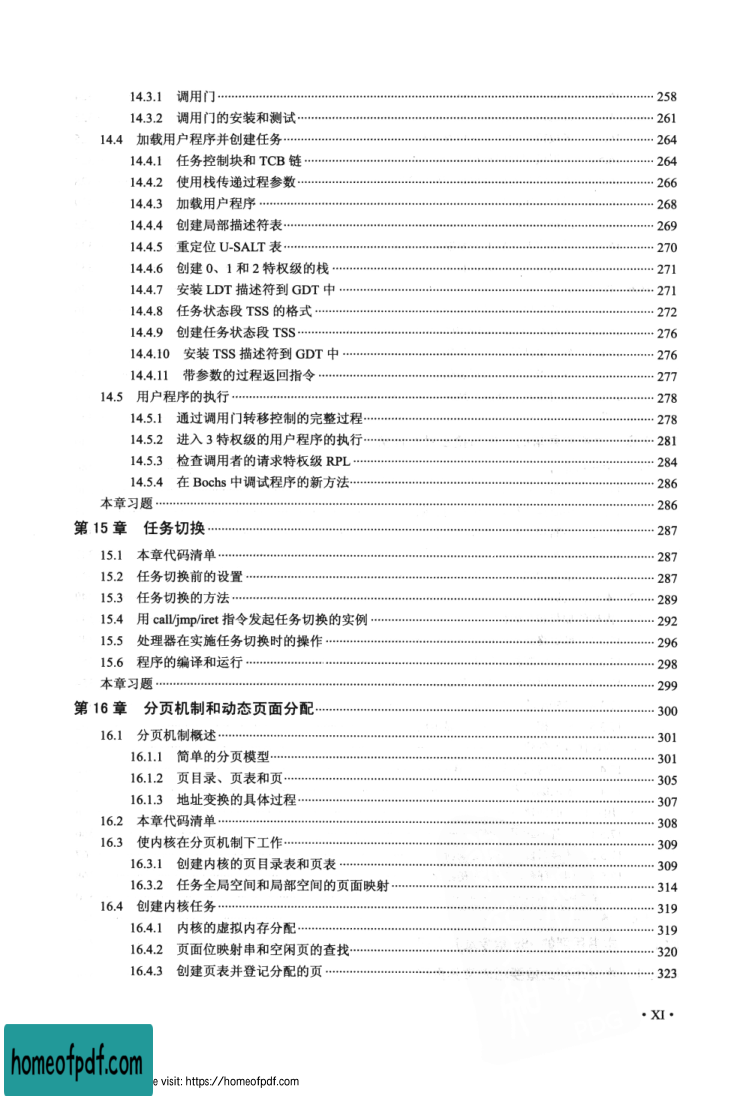 14.3.1 调用门 258
14.3.2 调用门的安装和测试 261
14.4 加载用户程序并创建任务 264
14.4.1 任务控制块和 TCB 链 264
14.4.2 使用栈传递过程参数 266
14.4.3 加载用户程序 268
14.4.4 创建局部描述符表 269
14.4.5 重定位 U-SALT 表 270
14.4.6 创建 0、1 和 2 特权级的栈 271
14.4.7 安装 LDT 描述符到 GDT 中 271
14.4.8 任务状态段 TSS 的格式 272
14.4.9 创建任务状态段 TSS 276
14.4.10 安装 TSS 描述符到 GDT 中 276
14.4.11 带参数的过程返回指令 277
14.5 用户程序的执行 278
14.5.1 通过调用门转移控制的完整过程 278
14.5.2 进入 3 特权级的用户程序的执行 281
14.5.3 检查调用者的请求特权级 RPL 284
14.5.4 在 Bochs 中调试程序的新方法 286
本章习题 286
第 15 章 任务切换 287
15.1 本章代码清单 287
15.2 任务切换前的设置 287
15.3 任务切换的方法 289
15.4 用 call/jmp/iret 指令发起任务切换的实例 292
15.5 处理器在实施任务切换时的操作 296
15.6 程序的编译和运行 298
本章习题 299
第 16 章 分页机制和动态页面分配 300
16.1 分页机制概述 301
16.1.1 简单的分页模型 301
16.1.2 页目录、页表和页 305
16.1.3 地址变换的具体过程 307
16.2 本章代码清单 308
16.3 使内核在分页机制下工作 309
16.3.1 创建内核的页目录表和页表 309
16.3.2 任务全局空间和局部空间的页面映射 314
16.4 创建内核任务 319
16.4.1 内核的虚拟内存分配 319
16.4.2 页面位映射串和空闲页的查找 320
16.4.3 创建页表并登记分配的页 323
· XI ·
homeofpdf.com
e visit: https://homeofpdf.com